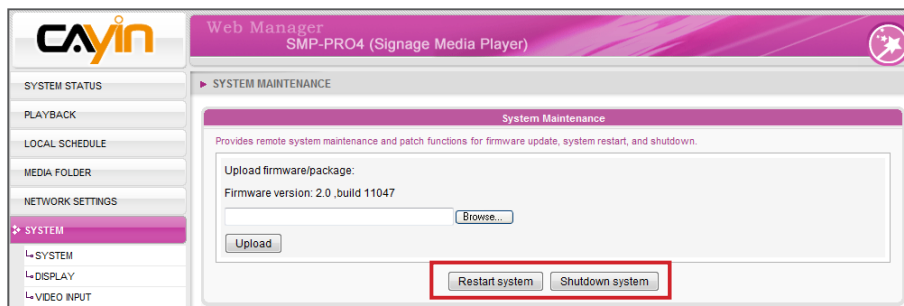 CAYIN
Web Manager
SMP-PRO4 (Signage Media Player)
SYSTEM STATUS
PLAYBACK
LOCAL SCHEDULE
MEDIA FOLDER
NETWORK SETTINGS
SYSTEM
SYSTEM
DISPLAY
VIDEO INPUT
SYSTEM MAINTENANCE
System Maintenance
Provides remote system maintenance and patch functions for firmware update, system restart, and shutdown.
Upload firmware/package:
Firmware version: 2.0 ,build 11047
Browse...
Upload
Restart system Shutdown system